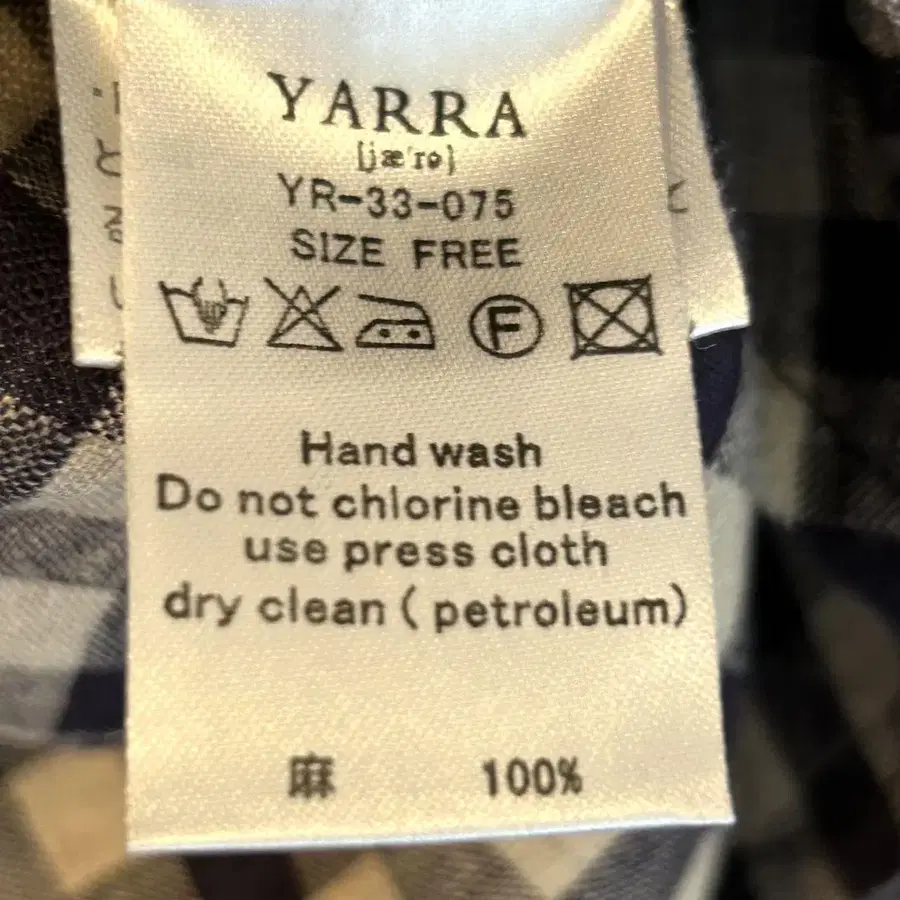 YARRA
[jæ'rə]
YR-33-075
SIZE FREE
F
Hand wash
Do not chlorine bleach
use press cloth
dry clean ( petroleum)
麻 100%